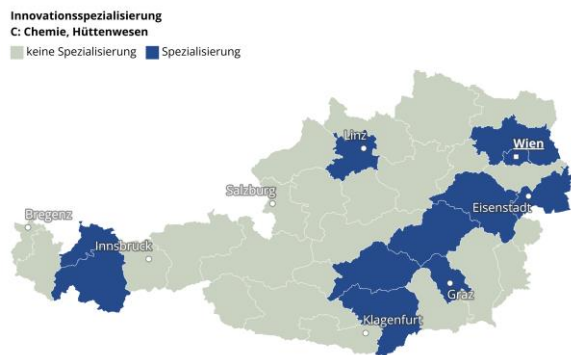 Innovationsspezialisierung
C: Chemie, Hüttenwesen
keine Spezialisierung Spezialisierung
Linz
Wien
Salzburg
Eisenstadt
Bregenz
Innsbruck
Graz
Klagenfurt